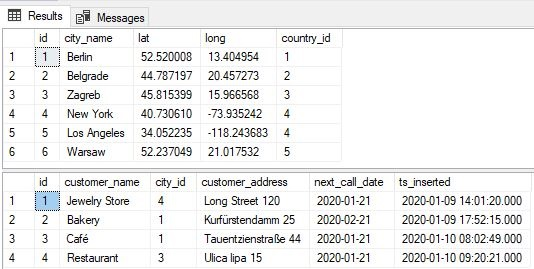 Results Messages
id city_name lat long country_id
1 1 Berlin 52.520008 13.404954 1
2 2 Belgrade 44.787197 20.457273 2
3 3 Zagreb 45.815399 15.966568 3
4 4 New York 40.730610 -73.935242 4
5 5 Los Angeles 34.052235 -118.243683 4
6 6 Warsaw 52.237049 21.017532 5
id customer_name city_id customer_address next_call_date ts_inserted
1 1 Jewelry Store 4 Long Street 120 2020-01-21 2020-01-09 14:01:20.000
2 2 Bakery 1 Kurfürstendamm 25 2020-02-21 2020-01-09 17:52:15.000
3 3 Café 1 Tauentzienstraße 44 2020-01-21 2020-01-10 08:02:49.000
4 4 Restaurant 3 Ulica lipa 15 2020-01-21 2020-01-10 09:20:21.000